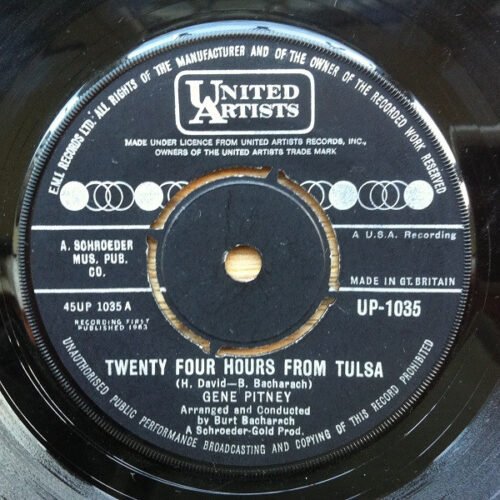 E.M.I. RECORDS LTD. ALL RIGHTS OF THE MANUFACTURER AND OF THE OWNER OF THE RECORDED WORK RESERVED
UNITED
ARTISTS
MADE UNDER LICENCE FROM UNITED ARTISTS RECORDS, INC.,
OWNERS OF THE UNITED ARTISTS TRADE MARK
A. SCHROEDER
MUS. PUB.
CO.
A U.S.A. Recording
MADE IN GT. BRITAIN
45UP 1035 A
RECORDING FIRST
PUBLISHED 1963
UP-1035
TWENTY FOUR HOURS FROM TULSA
(H. David—B. Bacharach)
GENE PITNEY
Arranged and Conducted
by Burt Bacharach
A Schroeder-Gold Prod.
UNAUTHORISED PUBLIC PERFORMANCE BROADCASTING AND COPYING OF THIS RECORD PROHIBITED